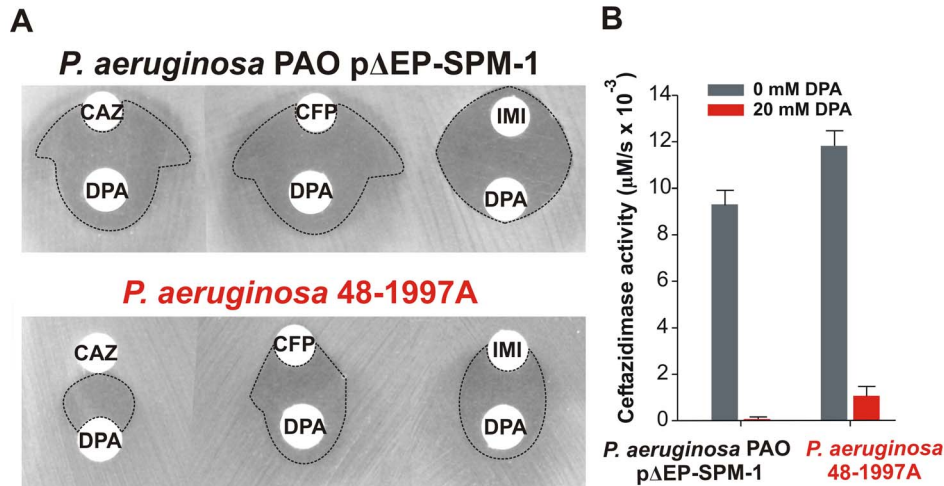 A
P. aeruginosa PAO pΔEP-SPM-1
CAZ
CFP
IMI
DPA
DPA
DPA
P. aeruginosa 48-1997A
CAZ
CFP
IMI
DPA
DPA
DPA
B
0 mM DPA
20 mM DPA
Ceftazidimase activity (µM/s x 10⁻³)
14
12
10
8
6
4
2
0
P. aeruginosa PAO
pΔEP-SPM-1
P. aeruginosa
48-1997A